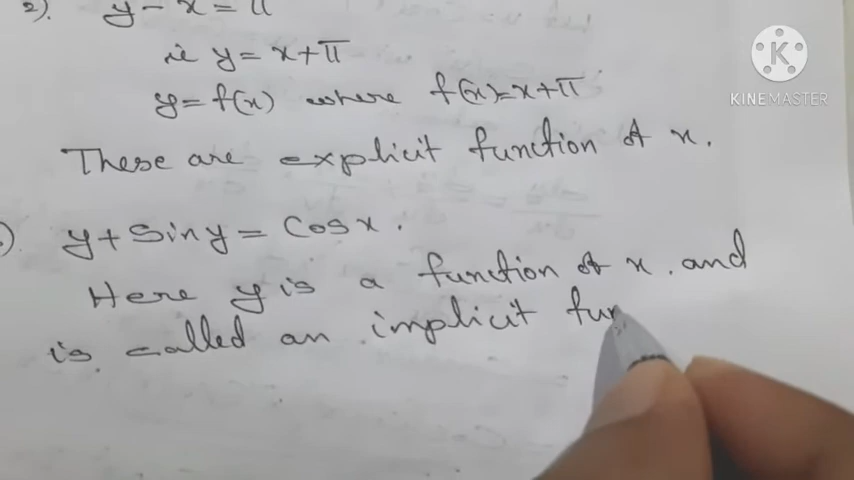 2). y - x = π
ie y = x + π
y = f(x) where f(x) = x + π
These are explicit function of x.
) y + Sin y = Cos x.
Here y is a function of x. and
is called an implicit fun
K
KINEMASTER